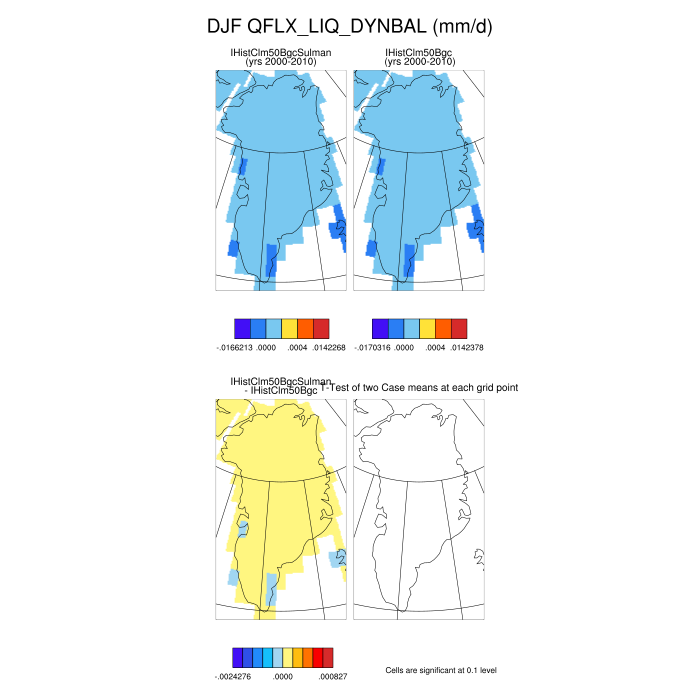 DJF QFLX_LIQ_DYNBAL (mm/d)
IHistClm50BgcSulman
(yrs 2000-2010)
IHistClm50Bgc
(yrs 2000-2010)
-.0166213 .0000 .0004 .0142268
-.0170316 .0000 .0004 .0142378
IHistClm50BgcSulman
- IHistClm50Bgc
T-Test of two Case means at each grid point
-.0024276 .0000 .000827
Cells are significant at 0.1 level